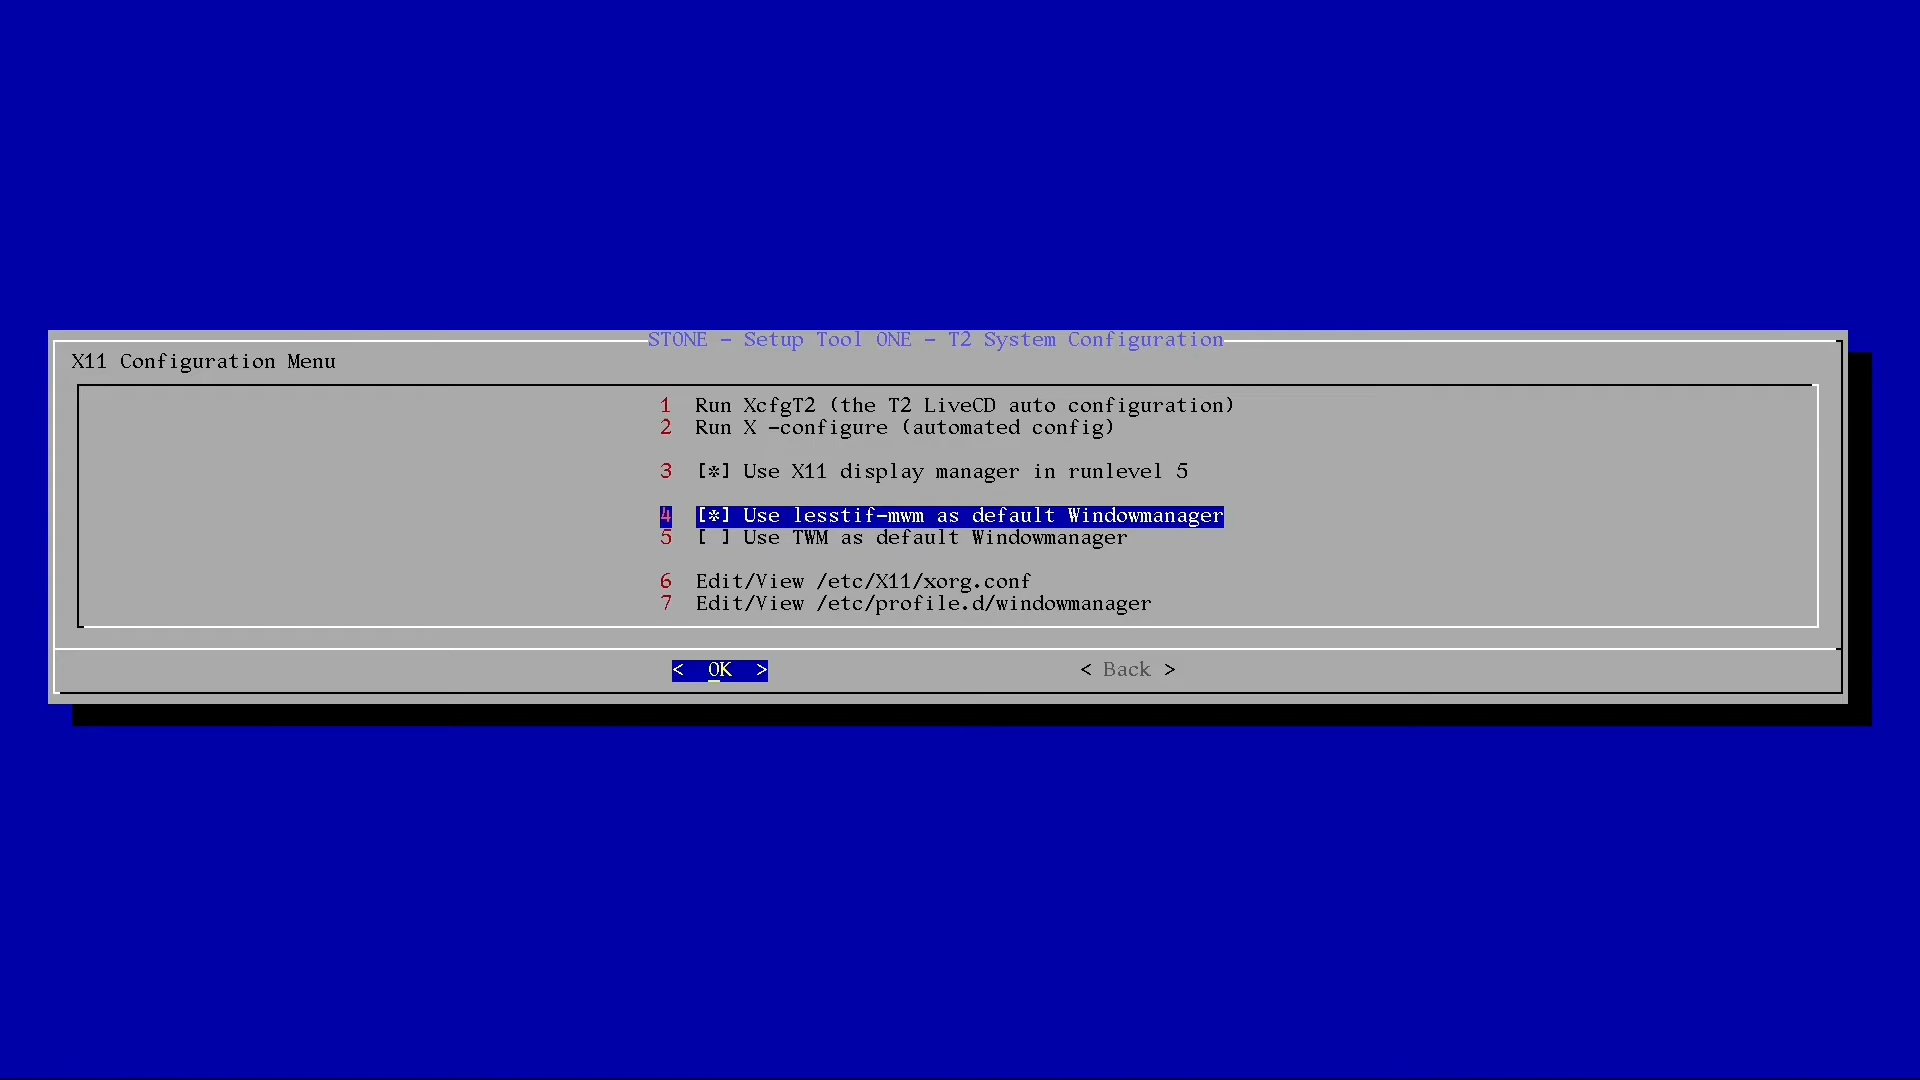 STONE - Setup Tool ONE - T2 System Configuration
X11 Configuration Menu
1 Run XcfgT2 (the T2 LiveCD auto configuration)
2 Run X -configure (automated config)
3 [*] Use X11 display manager in runlevel 5
4 [*] Use lesstif-mwm as default Windowmanager
5 [ ] Use TWM as default Windowmanager
6 Edit/View /etc/X11/xorg.conf
7 Edit/View /etc/profile.d/windowmanager
< OK > < Back >